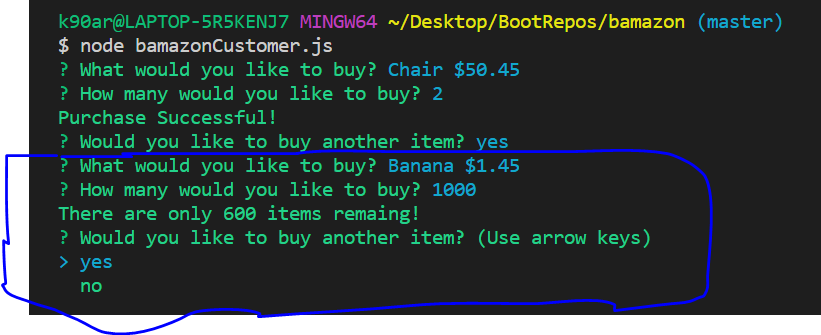 k90ar@LAPTOP-5R5KENJ7 MINGW64 ~/Desktop/BootRepos/bamazon (master)
$ node bamazonCustomer.js
? What would you like to buy? Chair $50.45
? How many would you like to buy? 2
Purchase Successful!
? Would you like to buy another item? yes
? What would you like to buy? Banana $1.45
? How many would you like to buy? 1000
There are only 600 items remaing!
? Would you like to buy another item? (Use arrow keys)
> yes
  no